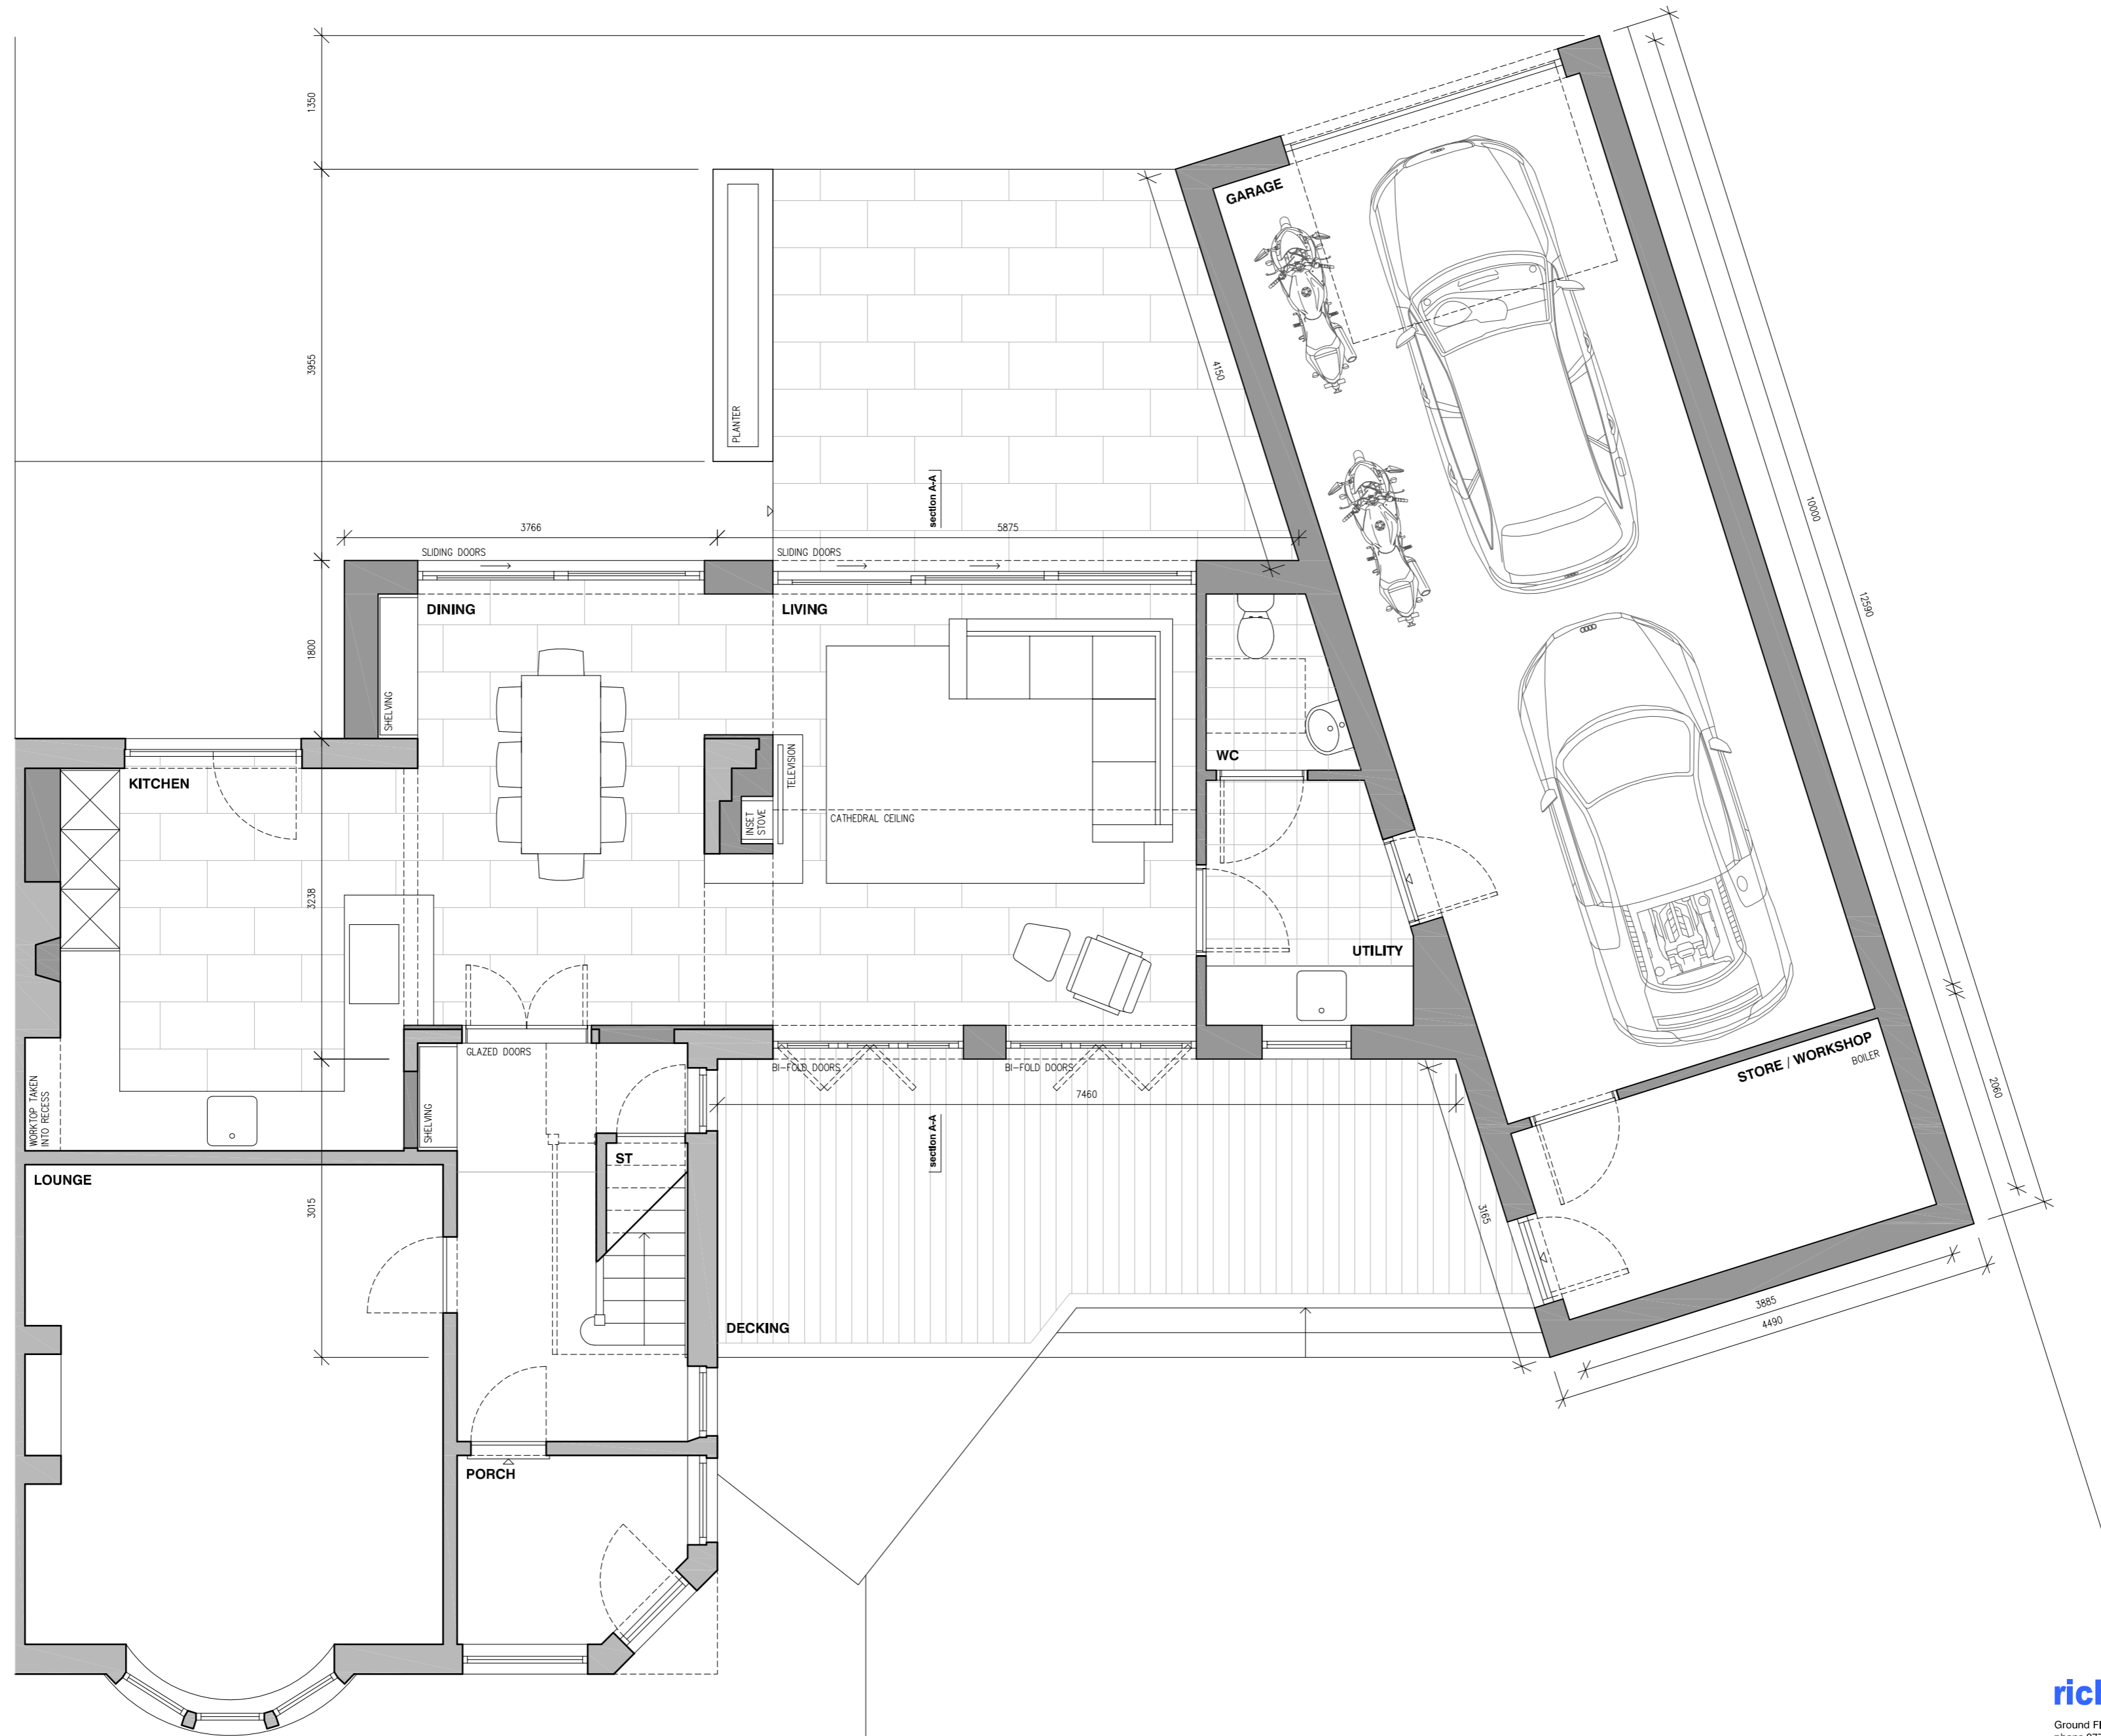 1350
GARAGE
3955
4150
PLANTER
section A-A
10000
3766
5875
12590
SLIDING DOORS
SLIDING DOORS
DINING
LIVING
1800
SHELVING
TELEVISION
WC
KITCHEN
INSET
STOVE
CATHEDRAL CEILING
3238
UTILITY
GLAZED DOORS
STORE / WORKSHOP
BOILER
BI-FOLD DOORS
BI-FOLD DOORS
7460
2060
WORKTOP TAKEN
INTO RECESS
SHELVING
section A-A
ST
LOUNGE
3015
3165
DECKING
3885
4490
PORCH